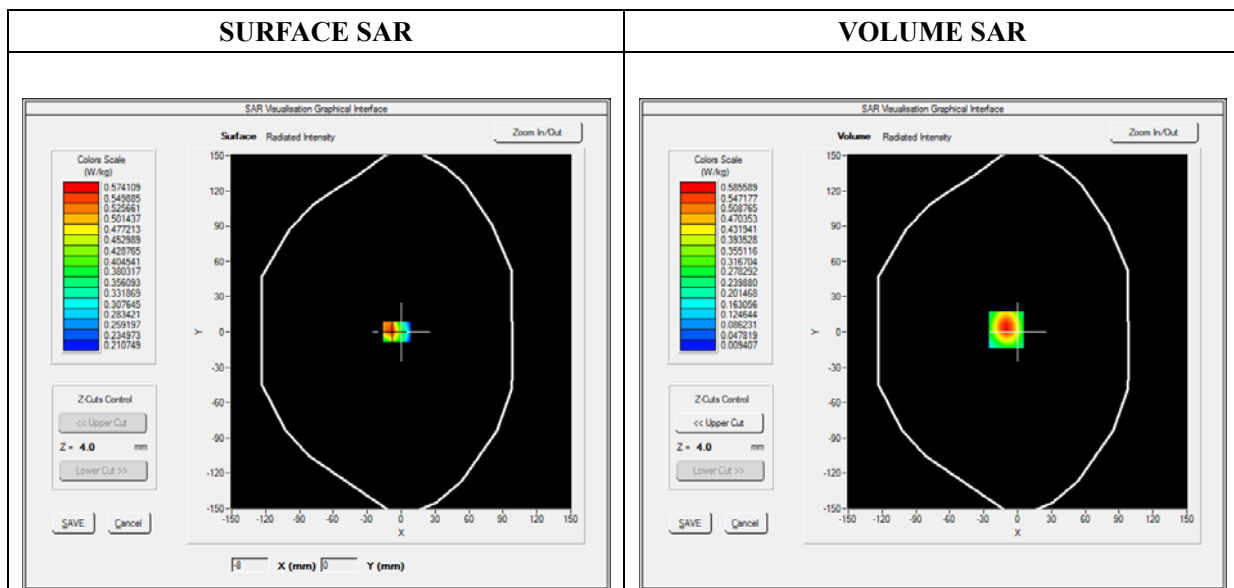 SURFACE SAR
VOLUME SAR
SAR Visualisation Graphical Interface
Surface Radiated Intensity
Zoom In/Out
Colors Scale
(W/kg)
0.574109
0.549885
0.525661
0.501437
0.477213
0.452989
0.428765
0.404541
0.380317
0.356093
0.331869
0.307645
0.283421
0.259197
0.234973
0.210749
Z-Cuts Control
<< Upper Cut
Z = 4.0 mm
Lower Cut >>
SAVE
Cancel
Y
150
120
90
60
30
0
-30
-60
-90
-120
-150
-150 -120 -90 -60 -30 0 30 60 90 120 150
X
-8 X (mm) 0 Y (mm)
SAR Visualisation Graphical Interface
Volume Radiated Intensity
Zoom In/Out
Colors Scale
(W/kg)
0.585589
0.547177
0.508765
0.470353
0.431941
0.393528
0.355116
0.316704
0.278292
0.239880
0.201468
0.163056
0.124644
0.086231
0.047819
0.009407
Z-Cuts Control
<< Upper Cut
Z = 4.0 mm
Lower Cut >>
SAVE
Cancel
Y
150
120
90
60
30
0
-30
-60
-90
-120
-150
-150 -120 -90 -60 -30 0 30 60 90 120 150
X